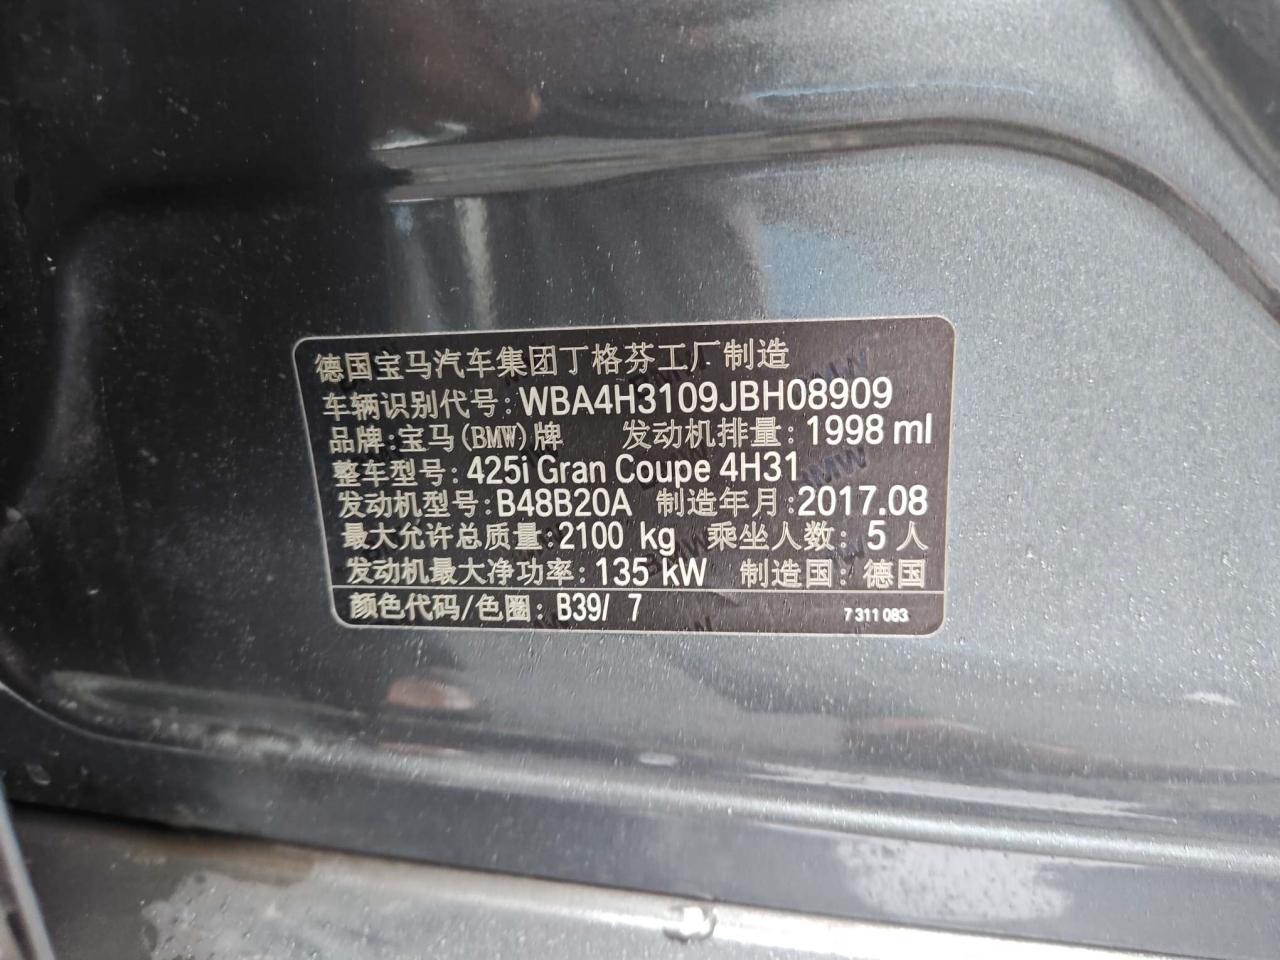 德国宝马汽车集团丁格芬工厂制造
车辆识别代号: WBA4H3109JBH08909
品牌:宝马(BMW)牌 发动机排量: 1998 ml
整车型号: 425i Gran Coupe 4H31
发动机型号: B48B20A 制造年月:2017.08
最大允许总质量:2100 kg 乘坐人数: 5 人
发动机最大净功率: 135 kW 制造国: 德国
颜色代码/色圈: B39/ 7 7 311 083